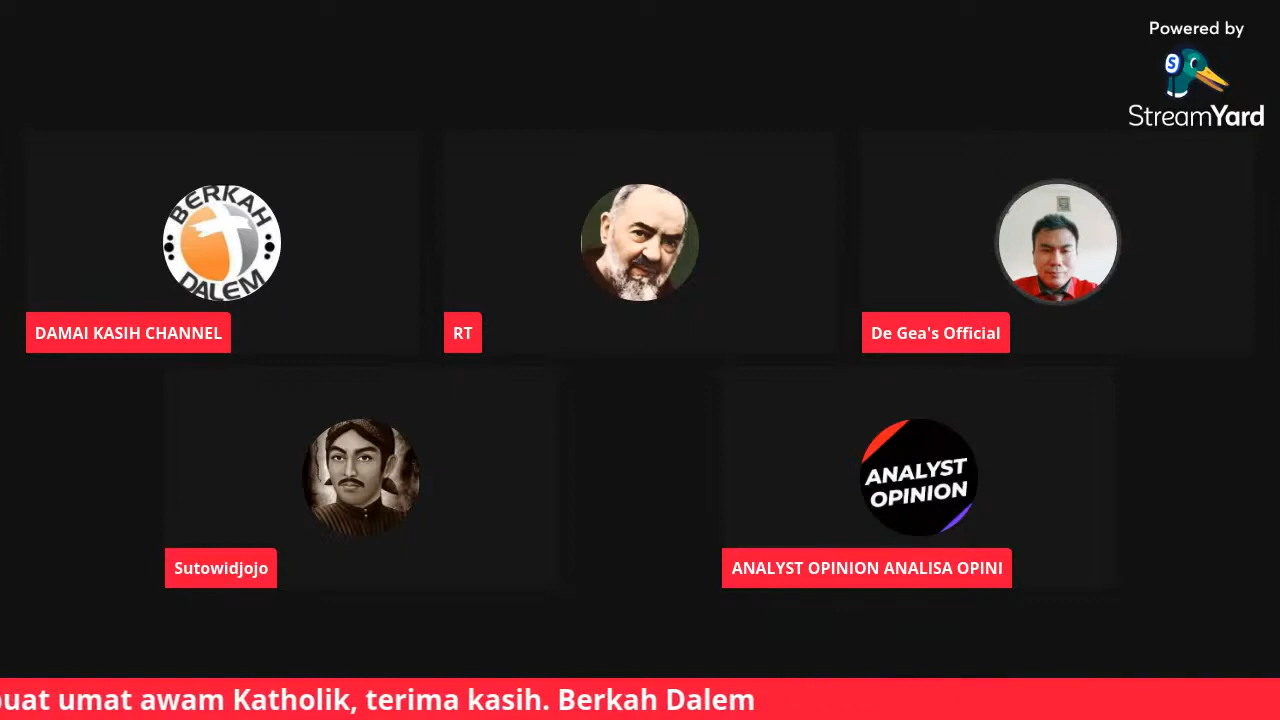 Powered by
S
StreamYard
BERKAH
DALEM
DAMAI KASIH CHANNEL
RT
De Gea's Official
ANALYST
OPINION
Sutowidjojo
ANALYST OPINION ANALISA OPINI
umat awam Katholik, terima kasih. Berkah Dalem